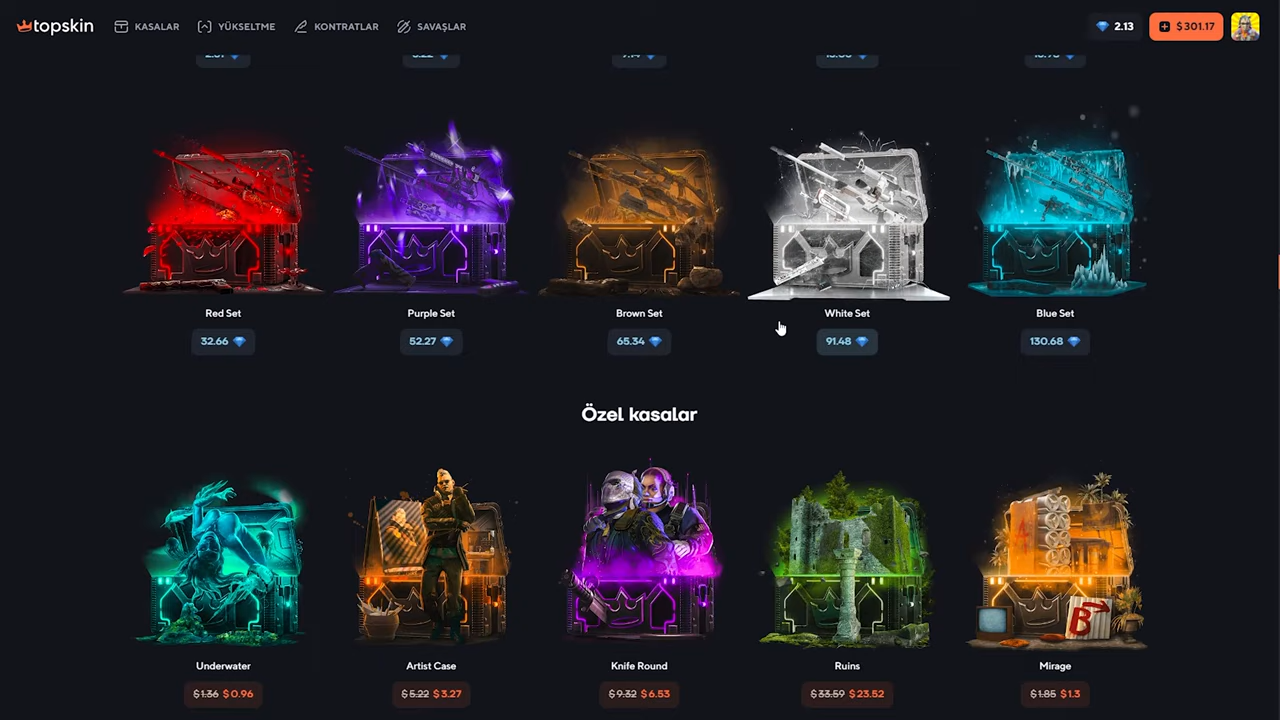 topskin KASALAR YÜKSELTME KONTRATLAR SAVAŞLAR 2.13 $301.17
Red Set Purple Set Brown Set White Set Blue Set
32.66 52.27 65.34 91.48 130.68
Özel kasalar
Underwater Artist Case Knife Round Ruins Mirage
$1.36 $0.96 $5.22 $3.27 $9.32 $6.53 $33.59 $23.52 $1.85 $1.3